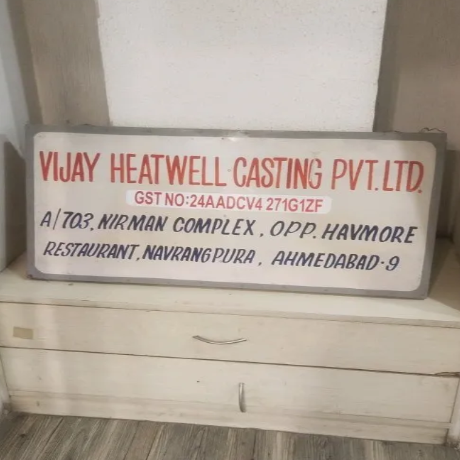 VIJAY HEATWELL CASTING PVT.LTD.
GST NO:24AADCV4 271G1ZF
A/703, NIRMAN COMPLEX, OPP. HAVMORE
RESTAURANT, NAVRANGPURA, AHMEDABAD-9